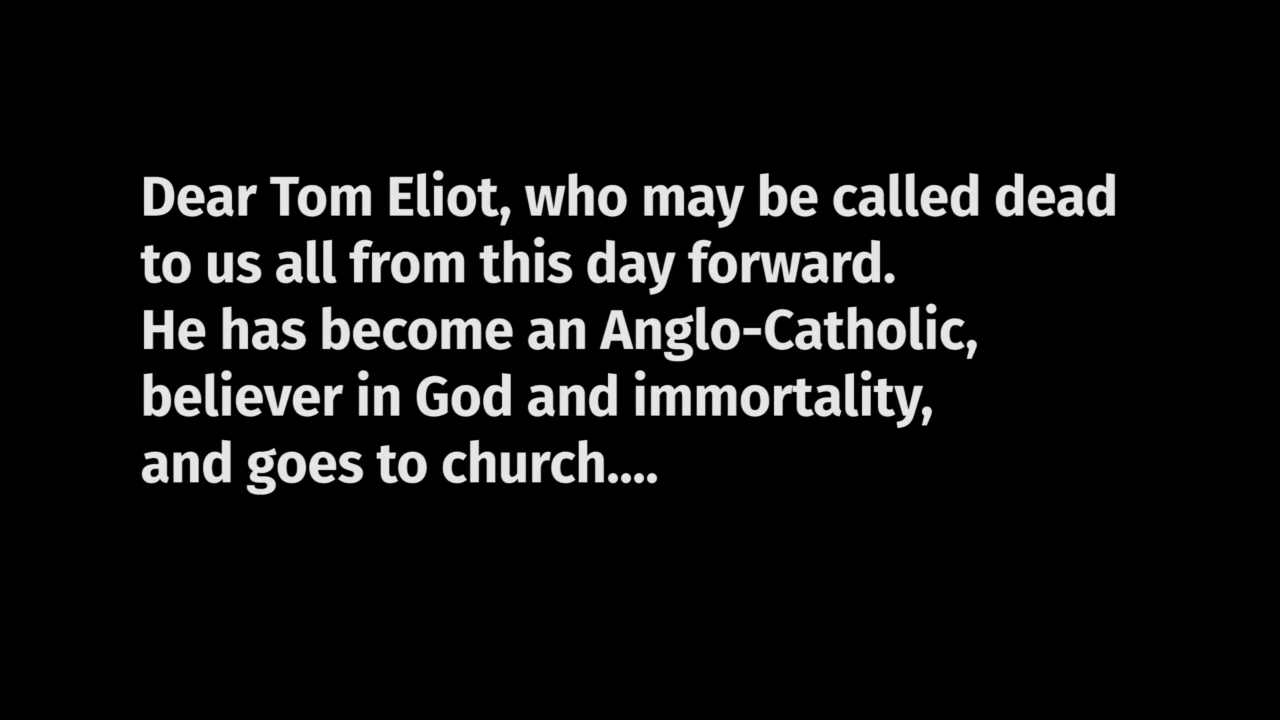 Dear Tom Eliot, who may be called dead
to us all from this day forward.
He has become an Anglo-Catholic,
believer in God and immortality,
and goes to church....